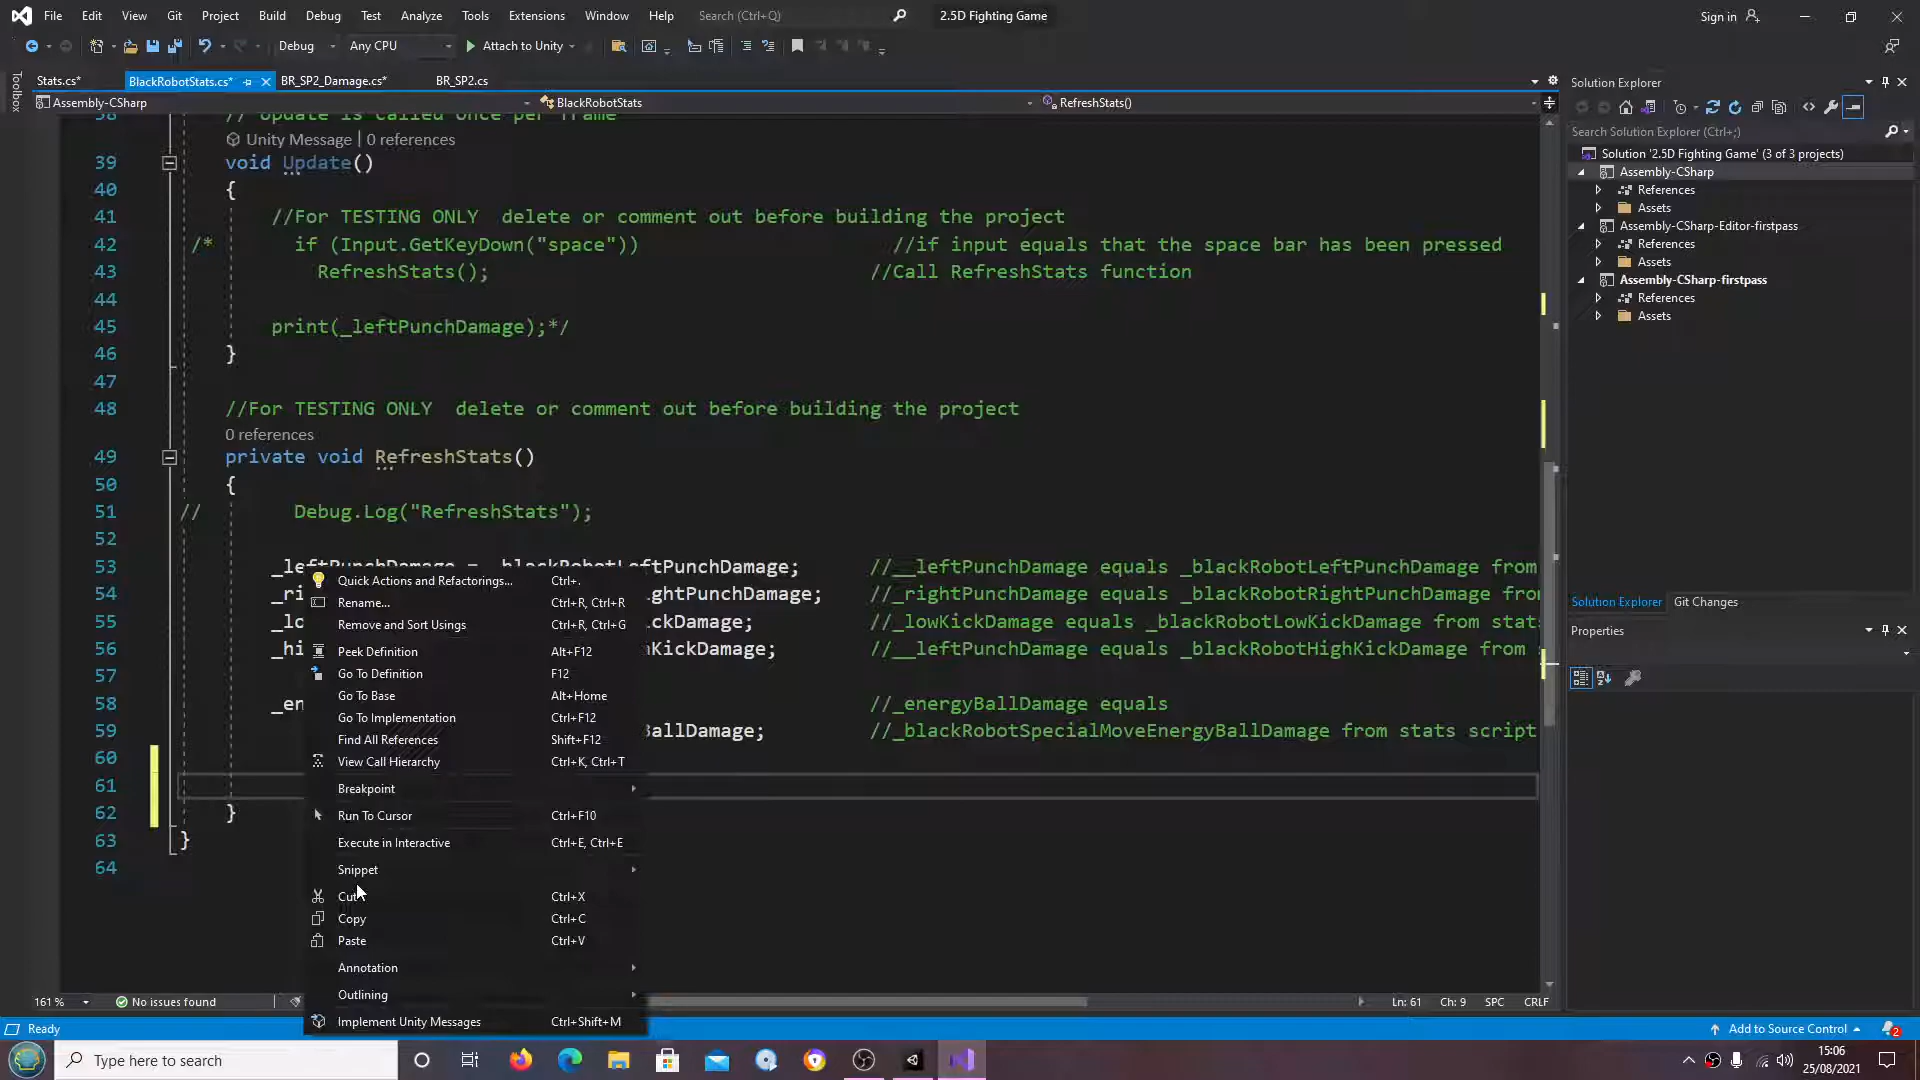 File Edit View Git Project Build Debug Test Analyze Tools Extensions Window Help Search (Ctrl+Q) 2.5D Fighting Game Sign in
Debug Any CPU Attach to Unity
Toolbox
Stats.cs* BlackRobotStats.cs* BR_SP2_Damage.cs* BR_SP2.cs
Assembly-CSharp BlackRobotStats RefreshStats()
38 // Update is called once per frame
Unity Message | 0 references
39 void Update()
40 {
41 //For TESTING ONLY delete or comment out before building the project
42 /* if (Input.GetKeyDown("space")) //if input equals that the space bar has been pressed
43 RefreshStats(); //Call RefreshStats function
44
45 print(_leftPunchDamage);*/
46 }
47
48 //For TESTING ONLY delete or comment out before building the project
0 references
49 private void RefreshStats()
50 {
51 // Debug.Log("RefreshStats");
52
53 _leftPunchDamage = _blackRobotLeftPunchDamage; //__leftPunchDamage equals _blackRobotLeftPunchDamage from
54 _ri ightPunchDamage; //_rightPunchDamage equals _blackRobotRightPunchDamage fro
55 _lo ckDamage; //_lowKickDamage equals _blackRobotLowKickDamage from stats
56 _hi KickDamage; //__leftPunchDamage equals _blackRobotHighKickDamage from
57
58 _en //_energyBallDamage equals
59 BallDamage; //_blackRobotSpecialMoveEnergyBallDamage from stats script
60
61
62 }
63 }
64
Quick Actions and Refactorings... Ctrl+.
Rename... Ctrl+R, Ctrl+R
Remove and Sort Usings Ctrl+R, Ctrl+G
Peek Definition Alt+F12
Go To Definition F12
Go To Base Alt+Home
Go To Implementation Ctrl+F12
Find All References Shift+F12
View Call Hierarchy Ctrl+K, Ctrl+T
Breakpoint
Run To Cursor Ctrl+F10
Execute in Interactive Ctrl+E, Ctrl+E
Snippet
Cut Ctrl+X
Copy Ctrl+C
Paste Ctrl+V
Annotation
Outlining
Implement Unity Messages Ctrl+Shift+M
161 % No issues found Ln: 61 Ch: 9 SPC CRLF
Solution Explorer
Search Solution Explorer (Ctrl+;)
Solution '2.5D Fighting Game' (3 of 3 projects)
Assembly-CSharp
References
Assets
Assembly-CSharp-Editor-firstpass
References
Assets
Assembly-CSharp-firstpass
References
Assets
Solution Explorer Git Changes
Properties
Ready Add to Source Control 2
Type here to search
15:06
25/08/2021